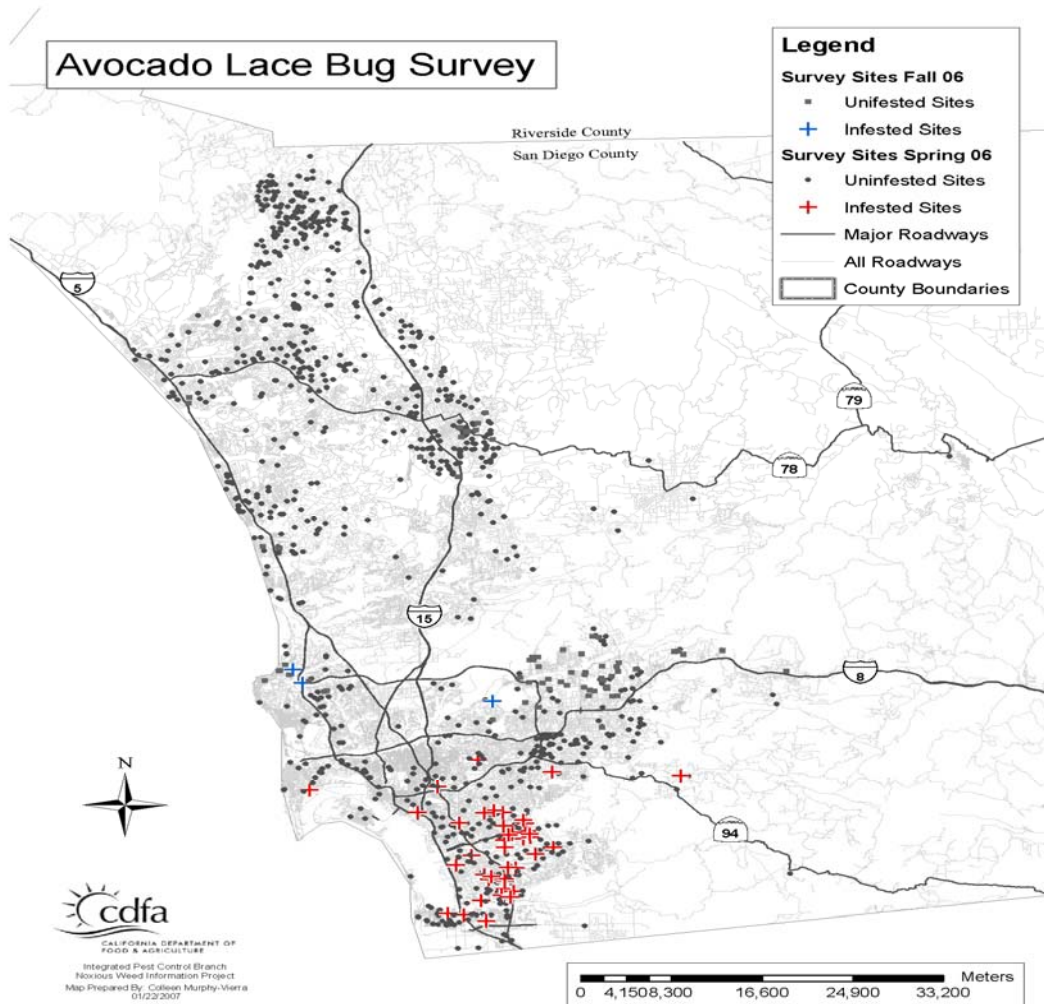 Avocado Lace Bug Survey
Legend
Survey Sites Fall 06
Unifested Sites
Infested Sites
Survey Sites Spring 06
Uninfested Sites
Infested Sites
Major Roadways
All Roadways
County Boundaries
Riverside County
San Diego County
5
79
78
15
8
94
N
cdfa
CALIFORNIA DEPARTMENT OF
FOOD & AGRICULTURE
Integrated Pest Control Branch
Noxious Weed Information Project
Map Prepared By: Colleen Murphy-Vierra
01/22/2007
Meters
0 4,150 8,300 16,600 24,900 33,200